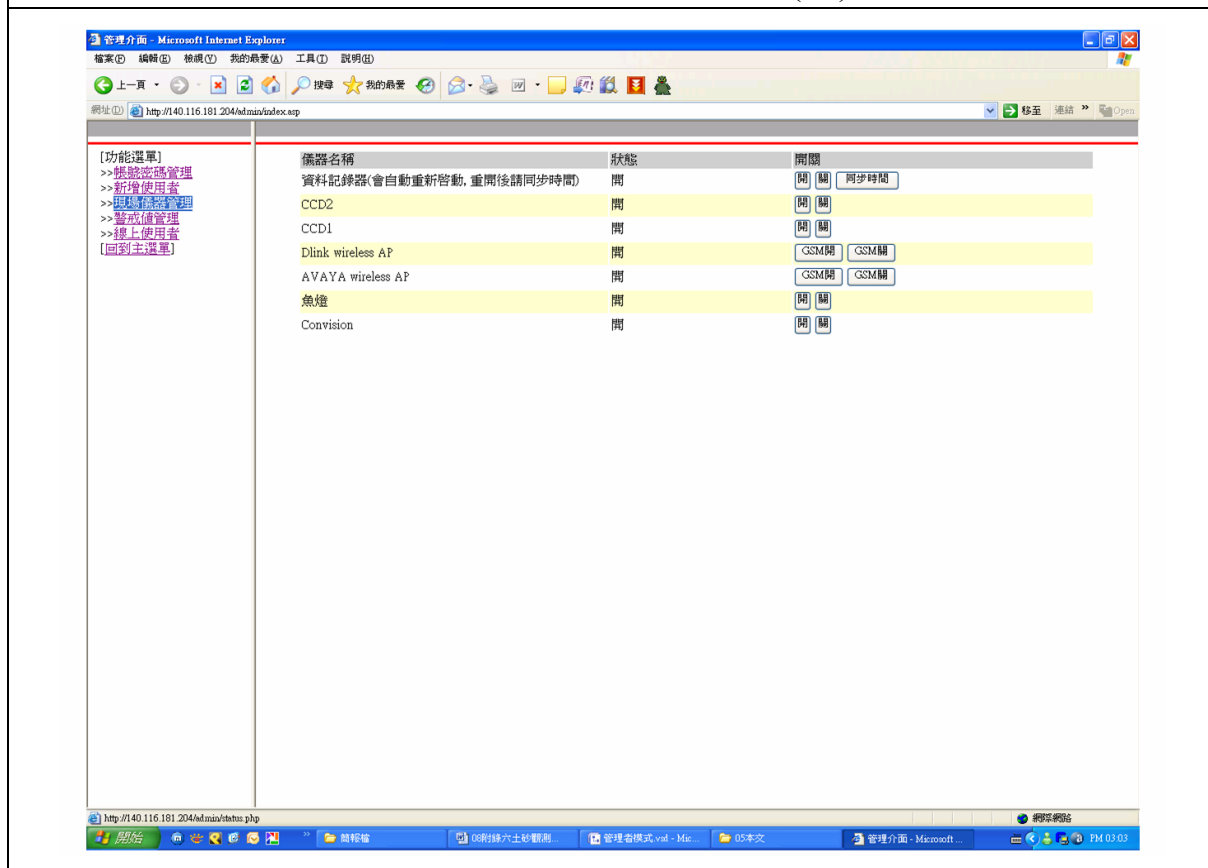 管理介面 - Microsoft Internet Explorer
檔案(F) 編輯(E) 檢視(V) 我的最愛(A) 工具(T) 說明(H)
上一頁 搜尋 我的最愛
網址(D) http://140.116.181.204/admin/index.asp 移至 連結 » Open
[功能選單]
>>帳號密碼管理
>>新增使用者
>>現場儀器管理
>>警戒值管理
>>線上使用者
[回到主選單]
儀器名稱 狀態 開關
資料記錄器(會自動重新啓動, 重開後請同步時間) 開 開 關 同步時間
CCD2 開 開 關
CCD1 開 開 關
Dlink wireless AP 開 GSM開 GSM關
AVAYA wireless AP 開 GSM開 GSM關
魚燈 開 開 關
Convision 開 開 關
http://140.116.181.204/admin/status.php 網際網路
開始 » 簡報檔 08附錄六土砂觀測... 管理者模式.vsd - Mic... 05本文 管理介面 - Microsoft ... PM 03:03